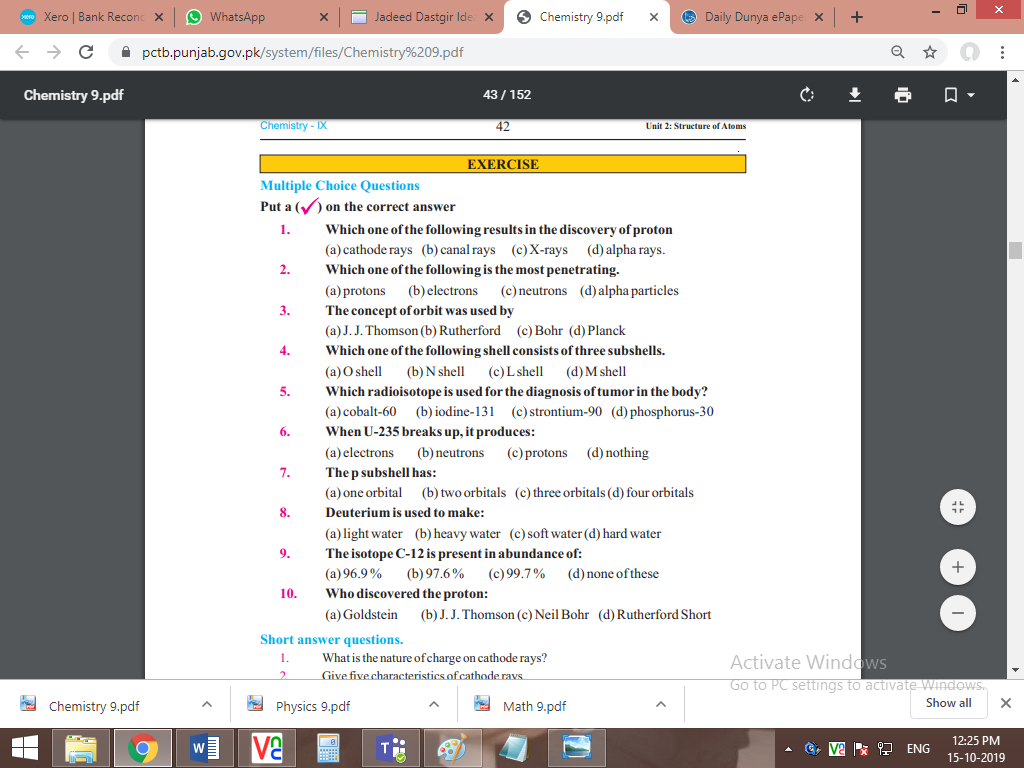 Xero | Bank Reconc
WhatsApp
Jadeed Dastgir Ide
Chemistry 9.pdf
Daily Dunya ePape
pctb.punjab.gov.pk/system/files/Chemistry%209.pdf
Chemistry 9.pdf
43 / 152
Chemistry - IX
42
Unit 2: Structure of Atoms
EXERCISE
Multiple Choice Questions
Put a (✓) on the correct answer
1. Which one of the following results in the discovery of proton
(a) cathode rays (b) canal rays (c) X-rays (d) alpha rays.
2. Which one of the following is the most penetrating.
(a) protons (b) electrons (c) neutrons (d) alpha particles
3. The concept of orbit was used by
(a) J. J. Thomson (b) Rutherford (c) Bohr (d) Planck
4. Which one of the following shell consists of three subshells.
(a) O shell (b) N shell (c) L shell (d) M shell
5. Which radioisotope is used for the diagnosis of tumor in the body?
(a) cobalt-60 (b) iodine-131 (c) strontium-90 (d) phosphorus-30
6. When U-235 breaks up, it produces:
(a) electrons (b) neutrons (c) protons (d) nothing
7. The p subshell has:
(a) one orbital (b) two orbitals (c) three orbitals (d) four orbitals
8. Deuterium is used to make:
(a) light water (b) heavy water (c) soft water (d) hard water
9. The isotope C-12 is present in abundance of:
(a) 96.9 % (b) 97.6 % (c) 99.7 % (d) none of these
10. Who discovered the proton:
(a) Goldstein (b) J. J. Thomson (c) Neil Bohr (d) Rutherford Short
Short answer questions.
1. What is the nature of charge on cathode rays?
2. Give five characteristics of cathode rays
Activate Windows
Go to PC settings to activate Windows.
Chemistry 9.pdf
Physics 9.pdf
Math 9.pdf
Show all
ENG
12:25 PM
15-10-2019